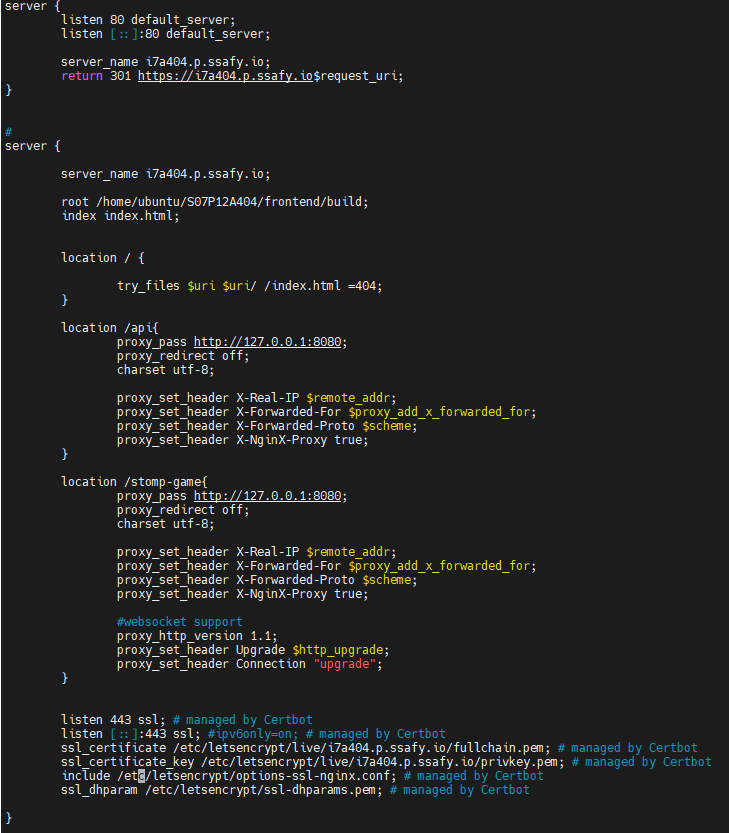 server {
listen 80 default_server;
listen [::]:80 default_server;
server_name i7a404.p.ssafy.io;
return 301 https://i7a404.p.ssafy.io$request_uri;
}
#
server {
server_name i7a404.p.ssafy.io;
root /home/ubuntu/S07P12A404/frontend/build;
index index.html;
location / {
try_files $uri $uri/ /index.html =404;
}
location /api{
proxy_pass http://127.0.0.1:8080;
proxy_redirect off;
charset utf-8;
proxy_set_header X-Real-IP $remote_addr;
proxy_set_header X-Forwarded-For $proxy_add_x_forwarded_for;
proxy_set_header X-Forwarded-Proto $scheme;
proxy_set_header X-NginX-Proxy true;
}
location /stomp-game{
proxy_pass http://127.0.0.1:8080;
proxy_redirect off;
charset utf-8;
proxy_set_header X-Real-IP $remote_addr;
proxy_set_header X-Forwarded-For $proxy_add_x_forwarded_for;
proxy_set_header X-Forwarded-Proto $scheme;
proxy_set_header X-NginX-Proxy true;
#websocket support
proxy_http_version 1.1;
proxy_set_header Upgrade $http_upgrade;
proxy_set_header Connection "upgrade";
}
listen 443 ssl; # managed by Certbot
listen [::]:443 ssl; #ipv6only=on; # managed by Certbot
ssl_certificate /etc/letsencrypt/live/i7a404.p.ssafy.io/fullchain.pem; # managed by Certbot
ssl_certificate_key /etc/letsencrypt/live/i7a404.p.ssafy.io/privkey.pem; # managed by Certbot
include /etc/letsencrypt/options-ssl-nginx.conf; # managed by Certbot
ssl_dhparam /etc/letsencrypt/ssl-dhparams.pem; # managed by Certbot
}